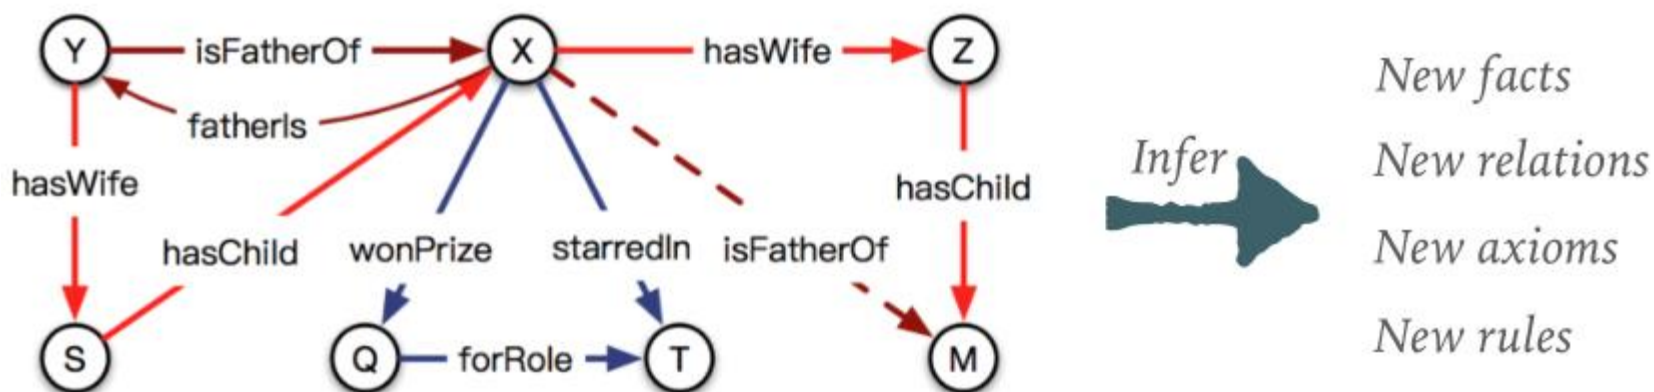 Y isFatherOf X hasWife Z
fatherIs
hasWife
hasChild wonPrize starredIn isFatherOf
hasChild
S Q forRole T M
Infer
New facts
New relations
New axioms
New rules